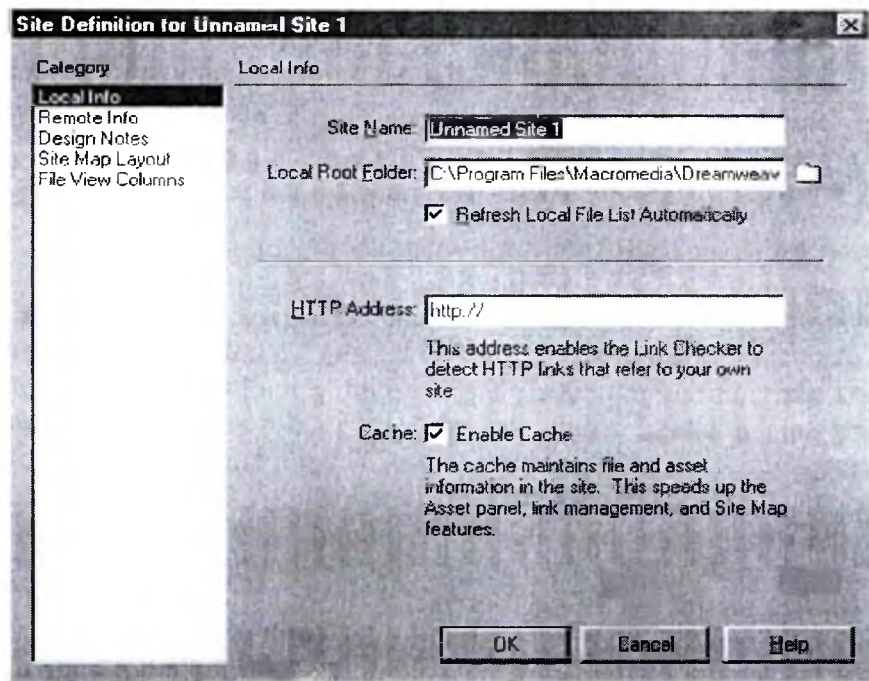 Site Definition for Unnamed Site 1
Category
Local Info
Remote Info
Design Notes
Site Map Layout
File View Columns
Local Info
Site Name: Unnamed Site 1
Local Root Folder: C:\Program Files\Macromedia\Dreamweav
Refresh Local File List Automatically
HTTP Address: http://
This address enables the Link Checker to
detect HTTP links that refer to your own
site
Cache: Enable Cache
The cache maintains file and asset
information in the site. This speeds up the
Asset panel, link management, and Site Map
features.
OK Cancel Help